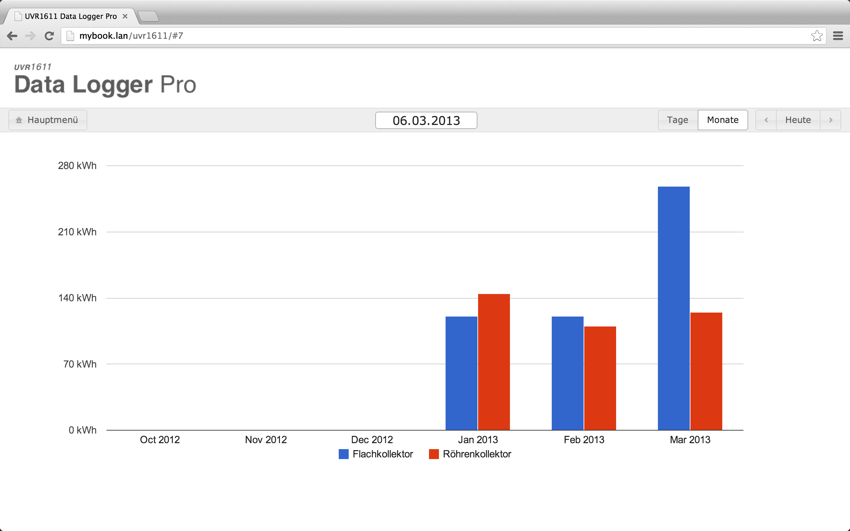 UVR1611 Data Logger Pro
mybook.lan/uvr1611/#7
UVR1611
Data Logger Pro
Hauptmenü 06.03.2013 Tage Monate Heute
280 kWh
210 kWh
140 kWh
70 kWh
0 kWh
Oct 2012 Nov 2012 Dec 2012 Jan 2013 Feb 2013 Mar 2013
Flachkollektor Röhrenkollektor